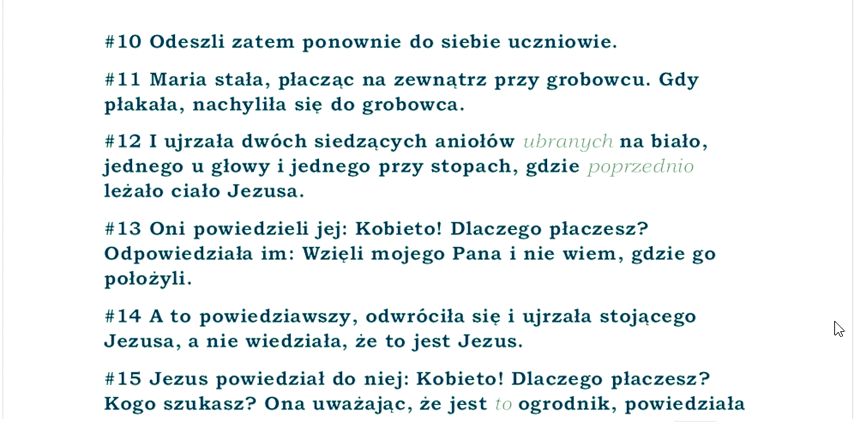 #10 Odeszli zatem ponownie do siebie uczniowie.
#11 Maria stała, płacząc na zewnątrz przy grobowcu. Gdy
płakała, nachyliła się do grobowca.
#12 I ujrzała dwóch siedzących aniołów ubranych na biało,
jednego u głowy i jednego przy stopach, gdzie poprzednio
leżało ciało Jezusa.
#13 Oni powiedzieli jej: Kobieto! Dlaczego płaczesz?
Odpowiedziała im: Wzięli mojego Pana i nie wiem, gdzie go
położyli.
#14 A to powiedziawszy, odwróciła się i ujrzała stojącego
Jezusa, a nie wiedziała, że to jest Jezus.
#15 Jezus powiedział do niej: Kobieto! Dlaczego płaczesz?
Kogo szukasz? Ona uważając, że jest to ogrodnik, powiedziała